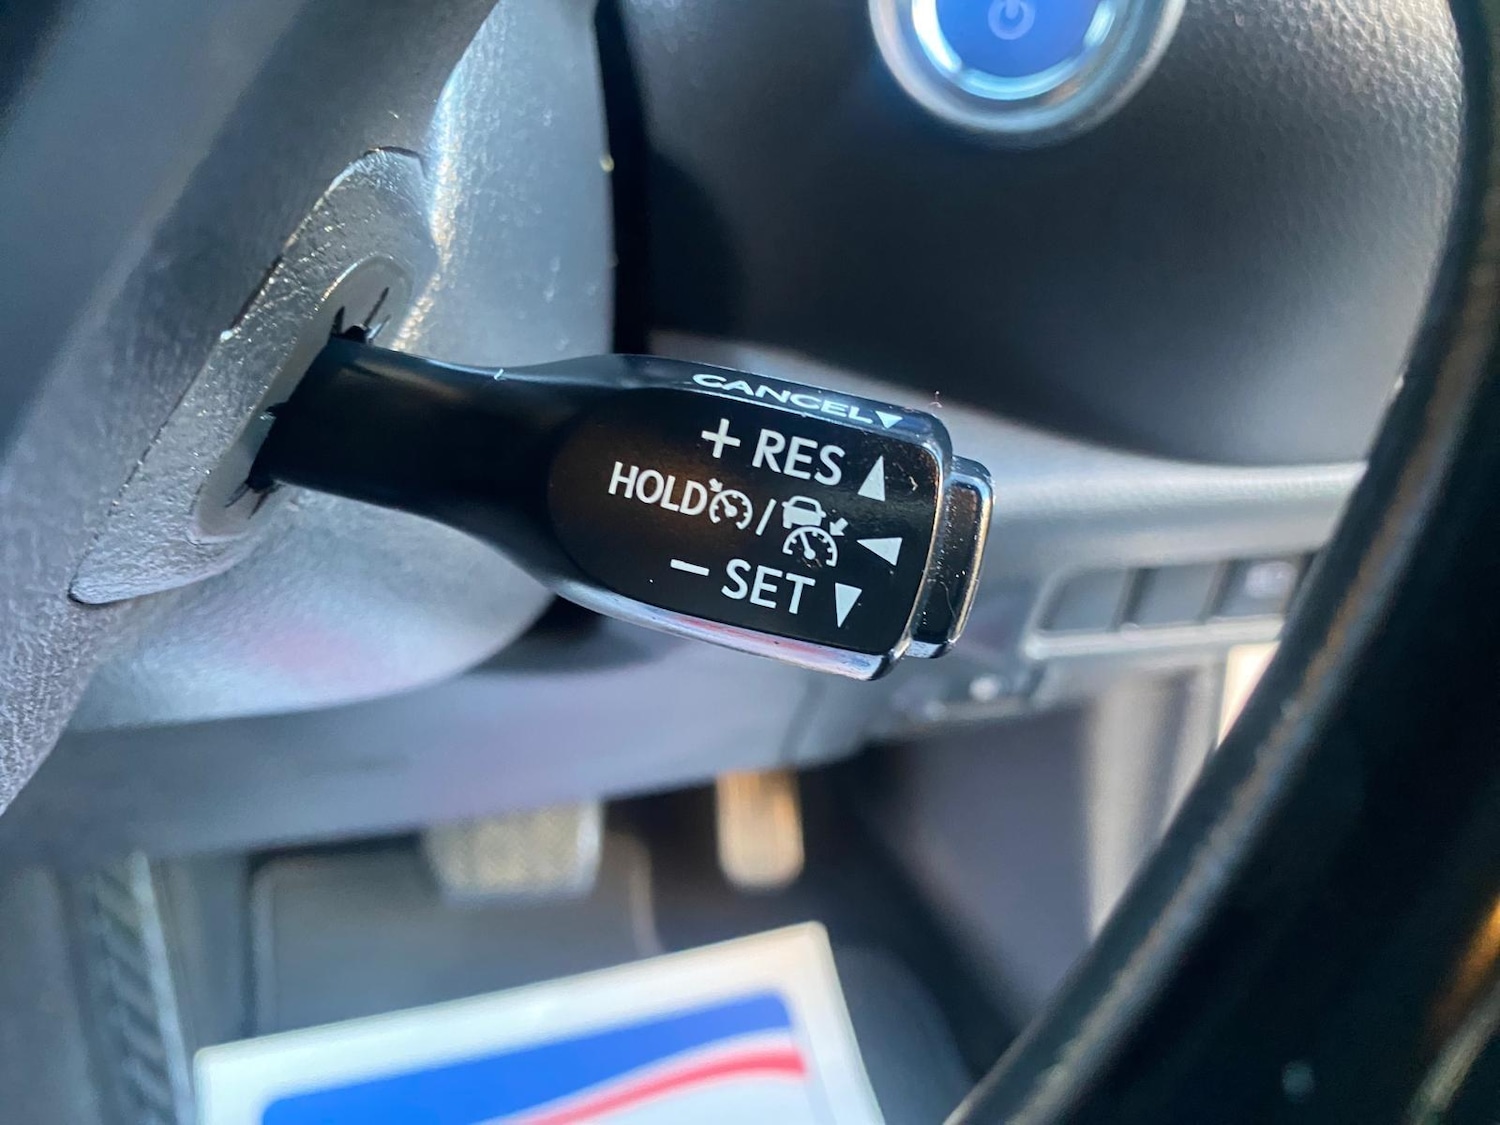 CANCEL▼
+ RES ▲
HOLD / ◀
− SET ▼